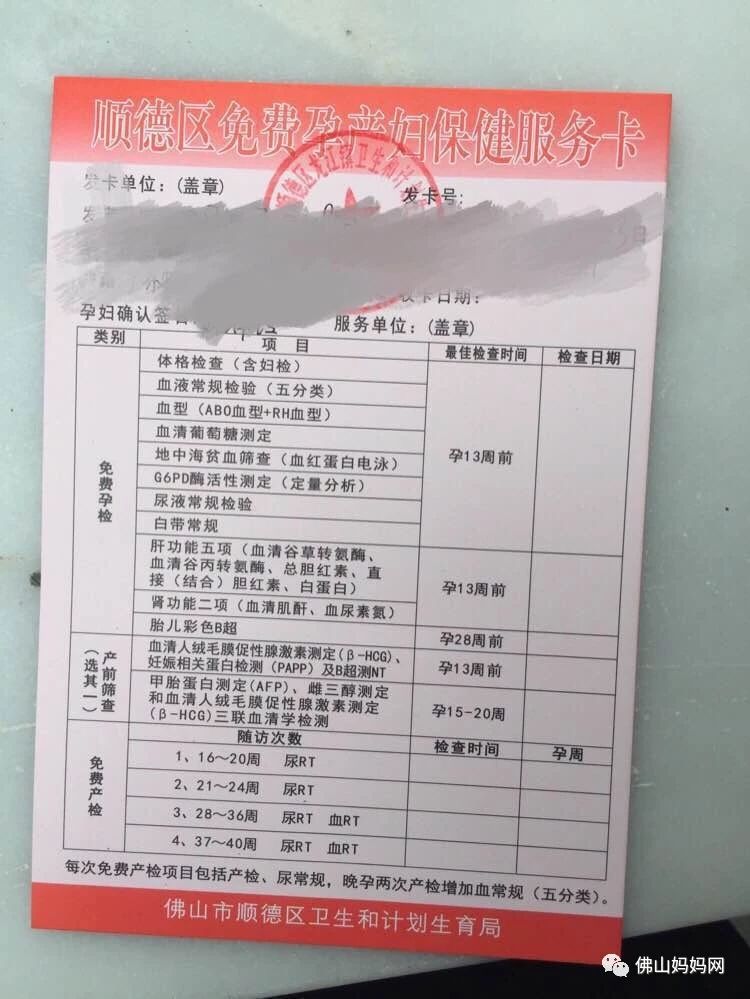 顺德区免费孕产妇保健服务卡
顺德区龙江镇卫生和计
发卡单位：(盖章)
发卡号：
收卡日期：
孕妇确认签
服务单位：(盖章)
类别 项 目 最佳检查时间 检查日期
免费孕检
体格检查（含妇检）
血液常规检验（五分类）
血型（ABO血型+RH血型）
血清葡萄糖测定
地中海贫血筛查（血红蛋白电泳）
G6PD酶活性测定（定量分析）
尿液常规检验
白带常规
孕13周前
肝功能五项（血清谷草转氨酶、
血清谷丙转氨酶、总胆红素、直
接（结合）胆红素、白蛋白）
肾功能二项（血清肌酐、血尿素氮）
孕13周前
胎儿彩色B超 孕28周前
产前筛查
（选其一）
血清人绒毛膜促性腺激素测定(β-HCG)、
妊娠相关蛋白检测（PAPP）及B超测NT
孕13周前
甲胎蛋白测定(AFP)、雌三醇测定
和血清人绒毛膜促性腺激素测定
(β-HCG)三联血清学检测
孕15-20周
免费产检
随访次数 检查时间 孕周
1、16～20周 尿RT
2、21～24周 尿RT
3、28～36周 尿RT 血RT
4、37～40周 尿RT 血RT
每次免费产检项目包括产检、尿常规，晚孕两次产检增加血常规（五分类）。
佛山市顺德区卫生和计划生育局
佛山妈妈网